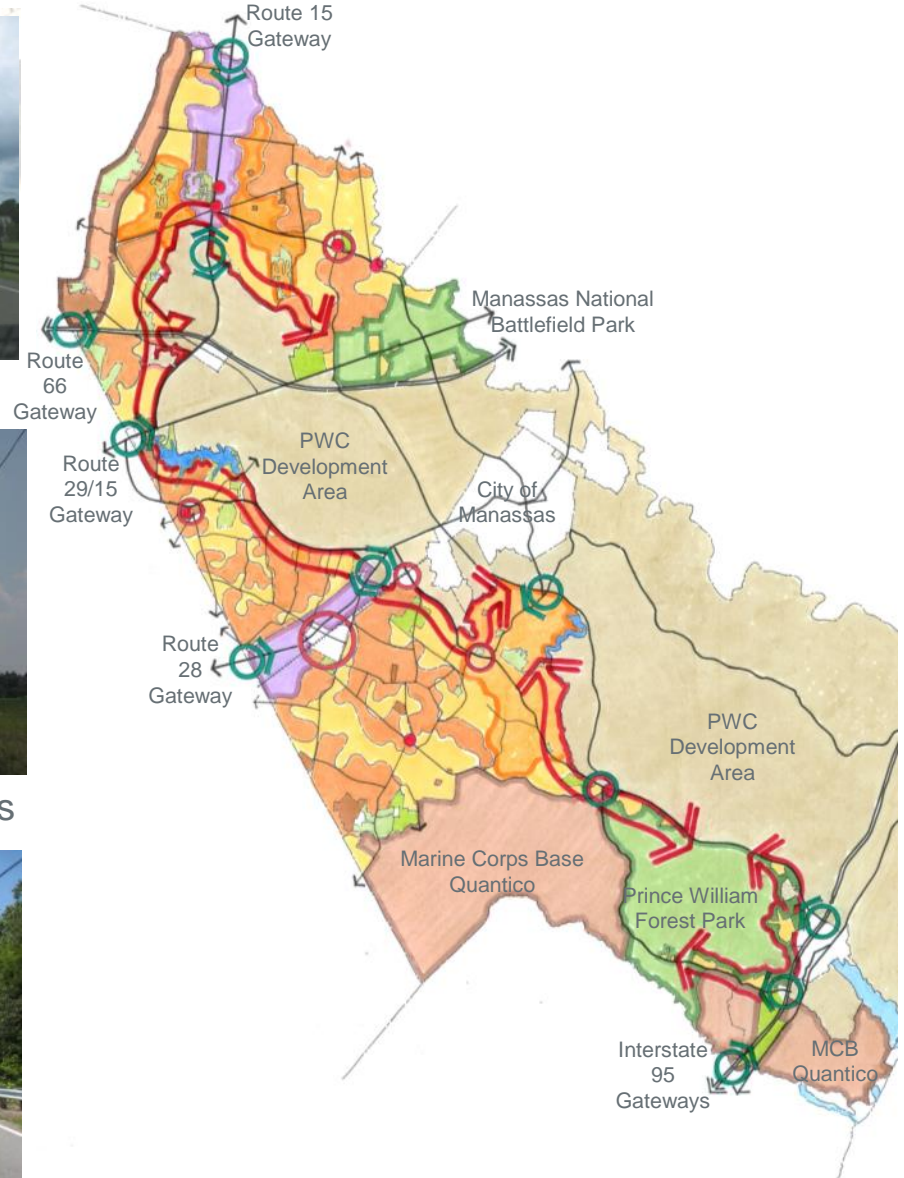 Route 15
Gateway
Manassas National
Battlefield Park
Route
66
Gateway
PWC
Development
Area
Route
29/15
Gateway
City of
Manassas
Route
28
Gateway
PWC
Development
Area
s
Marine Corps Base
Quantico
Prince William
Forest Park
Interstate
95
Gateways
MCB
Quantico